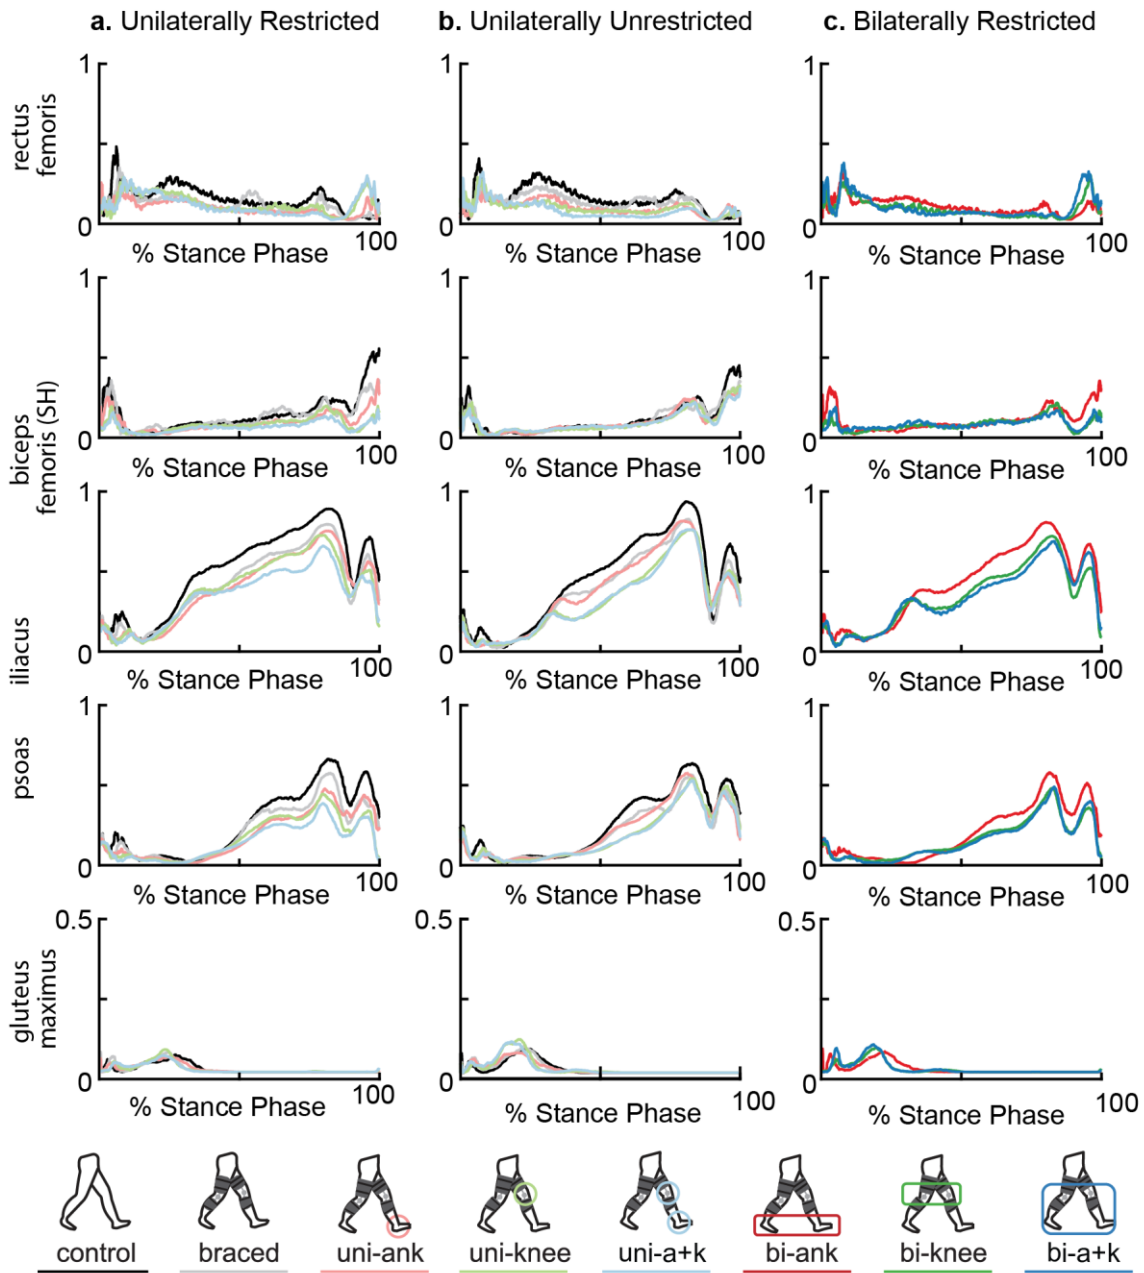 a. Unilaterally Restricted b. Unilaterally Unrestricted c. Bilaterally Restricted
rectus
femoris
1 1 1
0 0 0
100 100 100
% Stance Phase % Stance Phase % Stance Phase
biceps
femoris (SH)
1 1 1
0 0 0
100 100 100
% Stance Phase % Stance Phase % Stance Phase
iliacus
1 1 1
0 0 0
100 100 100
% Stance Phase % Stance Phase % Stance Phase
psoas
1 1 1
0 0 0
100 100 100
% Stance Phase % Stance Phase % Stance Phase
gluteus
maximus
0.5 0.5 0.5
0 0 0
100 100 100
% Stance Phase % Stance Phase % Stance Phase
control braced uni-ank uni-knee uni-a+k bi-ank bi-knee bi-a+k